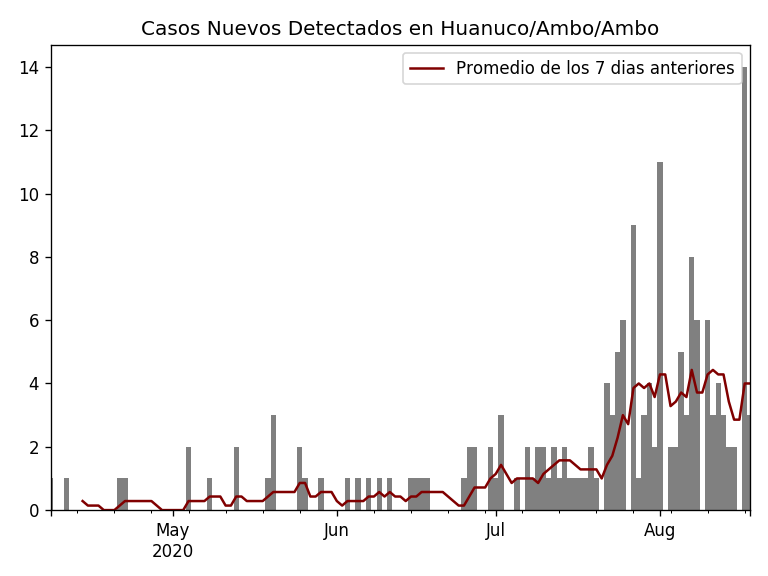 Casos Nuevos Detectados en Huanuco/Ambo/Ambo
Promedio de los 7 dias anteriores
14
12
10
8
6
4
2
0
May
2020
Jun
Jul
Aug